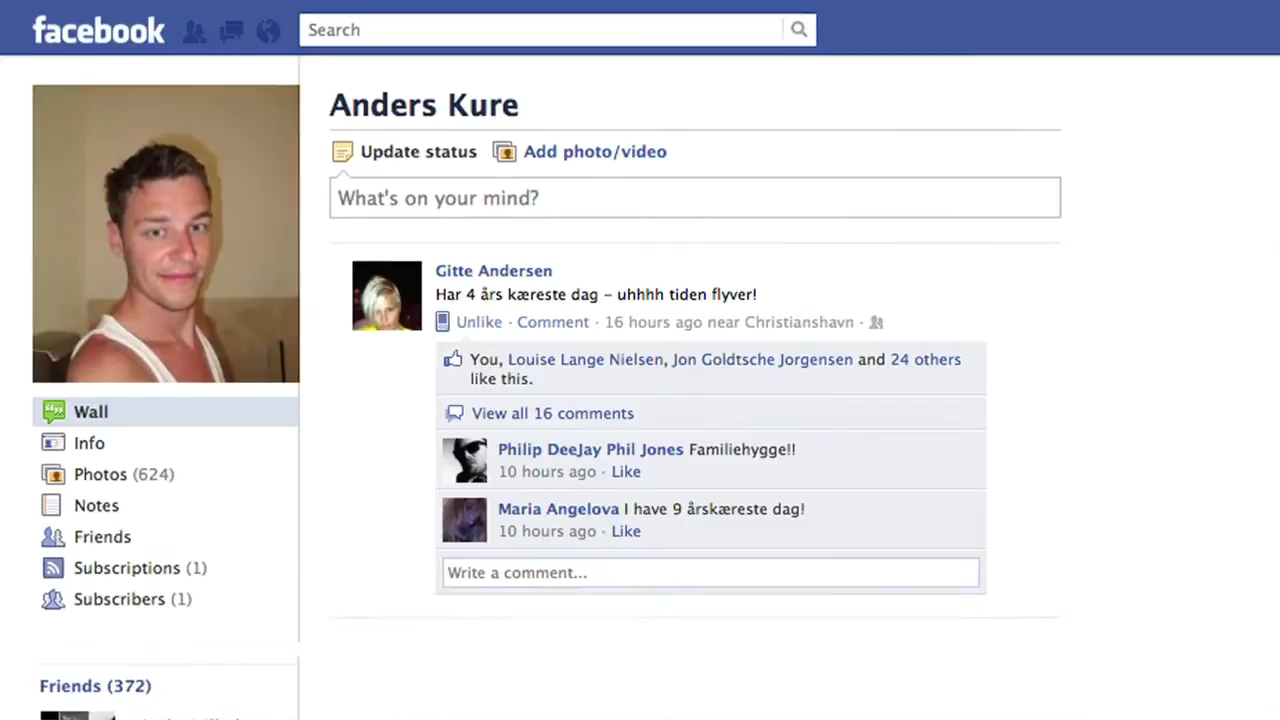 facebook
Search
Anders Kure
Update status Add photo/video
What's on your mind?
Gitte Andersen
Har 4 års kæreste dag – uhhhh tiden flyver!
Unlike · Comment · 16 hours ago near Christianshavn ·
You, Louise Lange Nielsen, Jon Goldtsche Jorgensen and 24 others
like this.
View all 16 comments
Philip DeeJay Phil Jones Familiehygge!!
10 hours ago · Like
Maria Angelova I have 9 årskæreste dag!
10 hours ago · Like
Write a comment...
Wall
Info
Photos (624)
Notes
Friends
Subscriptions (1)
Subscribers (1)
Friends (372)